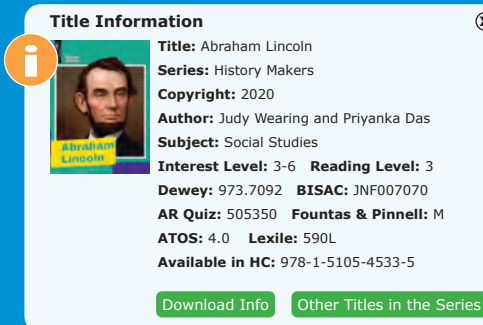 Title Information
i
Abraham
Lincoln
Title: Abraham Lincoln
Series: History Makers
Copyright: 2020
Author: Judy Wearing and Priyanka Das
Subject: Social Studies
Interest Level: 3-6 Reading Level: 3
Dewey: 973.7092 BISAC: JNF007070
AR Quiz: 505350 Fountas & Pinnell: M
ATOS: 4.0 Lexile: 590L
Available in HC: 978-1-5105-4533-5
Download Info Other Titles in the Series